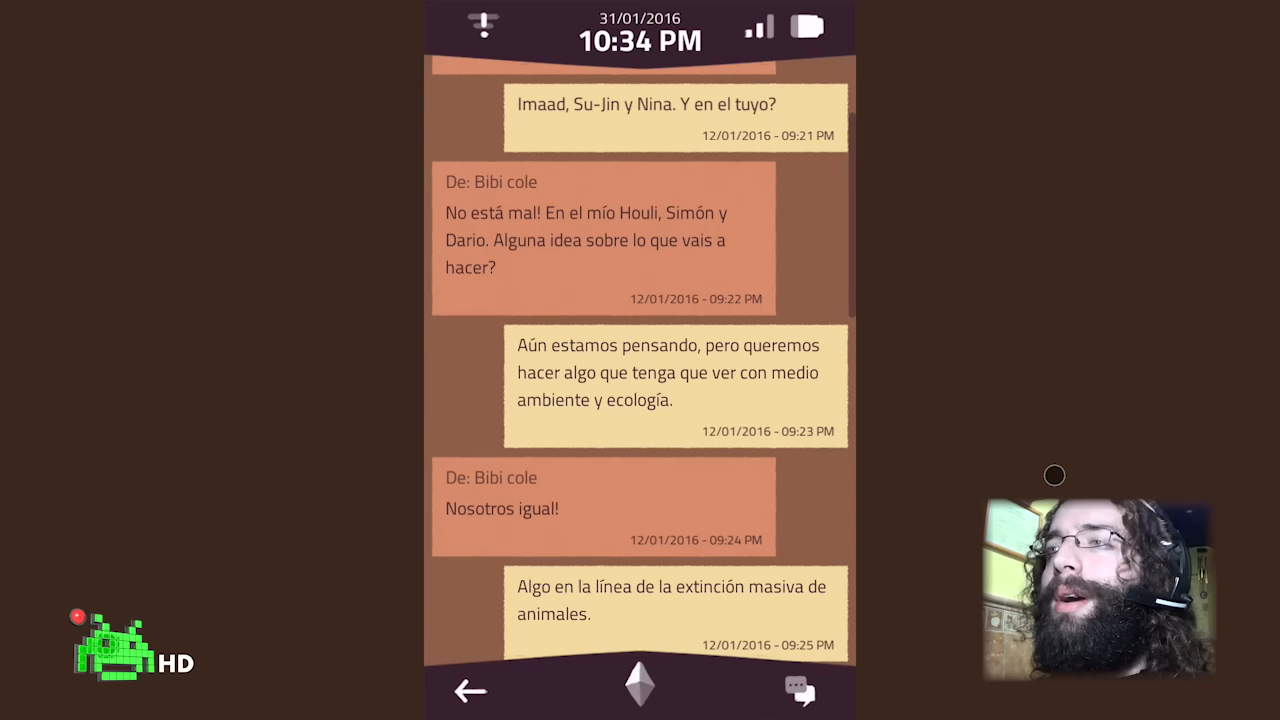 31/01/2016
10:34 PM
Imaad, Su-Jin y Nina. Y en el tuyo?
12/01/2016 - 09:21 PM
De: Bibi cole
No está mal! En el mío Houli, Simón y
Dario. Alguna idea sobre lo que vais a
hacer?
12/01/2016 - 09:22 PM
Aún estamos pensando, pero queremos
hacer algo que tenga que ver con medio
ambiente y ecología.
12/01/2016 - 09:23 PM
De: Bibi cole
Nosotros igual!
12/01/2016 - 09:24 PM
Algo en la línea de la extinción masiva de
animales.
12/01/2016 - 09:25 PM
HD